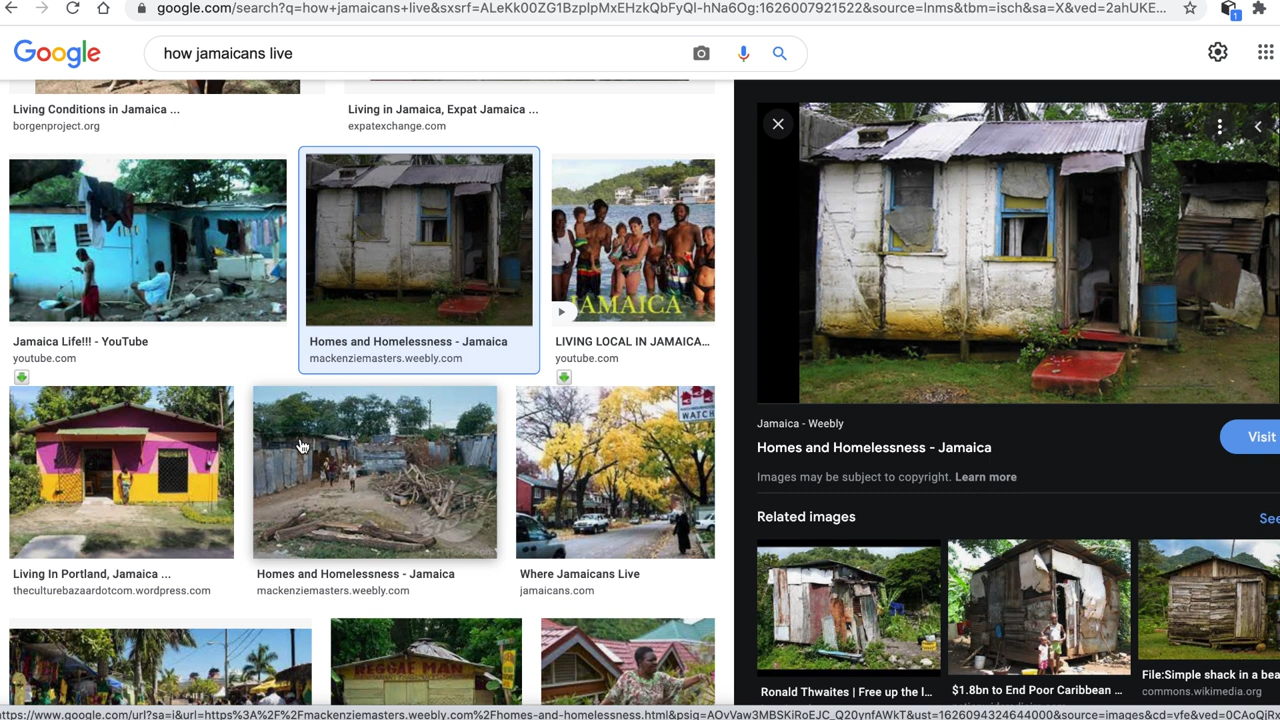 google.com/search?q=how+jamaicans+live&sxsrf=ALeKk00ZG1BzpIpMxEHzkQbFyQI-hNa6Og:1626007921522&source=lnms&tbm=isch&sa=X&ved=2ahUKE...
1
Google
how jamaicans live
Living Conditions in Jamaica ...
borgenproject.org
Living in Jamaica, Expat Jamaica ...
expatexchange.com
JAMAICA
Jamaica Life!!! - YouTube
youtube.com
Homes and Homelessness - Jamaica
mackenziemasters.weebly.com
LIVING LOCAL IN JAMAICA...
youtube.com
WATCH
Living In Portland, Jamaica ...
theculturebazaardotcom.wordpress.com
Homes and Homelessness - Jamaica
mackenziemasters.weebly.com
Where Jamaicans Live
jamaicans.com
REGGAE MAN
Jamaica - Weebly
Homes and Homelessness - Jamaica
Visit
Images may be subject to copyright. Learn more
Related images
See
Ronald Thwaites | Free up the l...
$1.8bn to End Poor Caribbean ...
File:Simple shack in a bea
commons.wikimedia.org